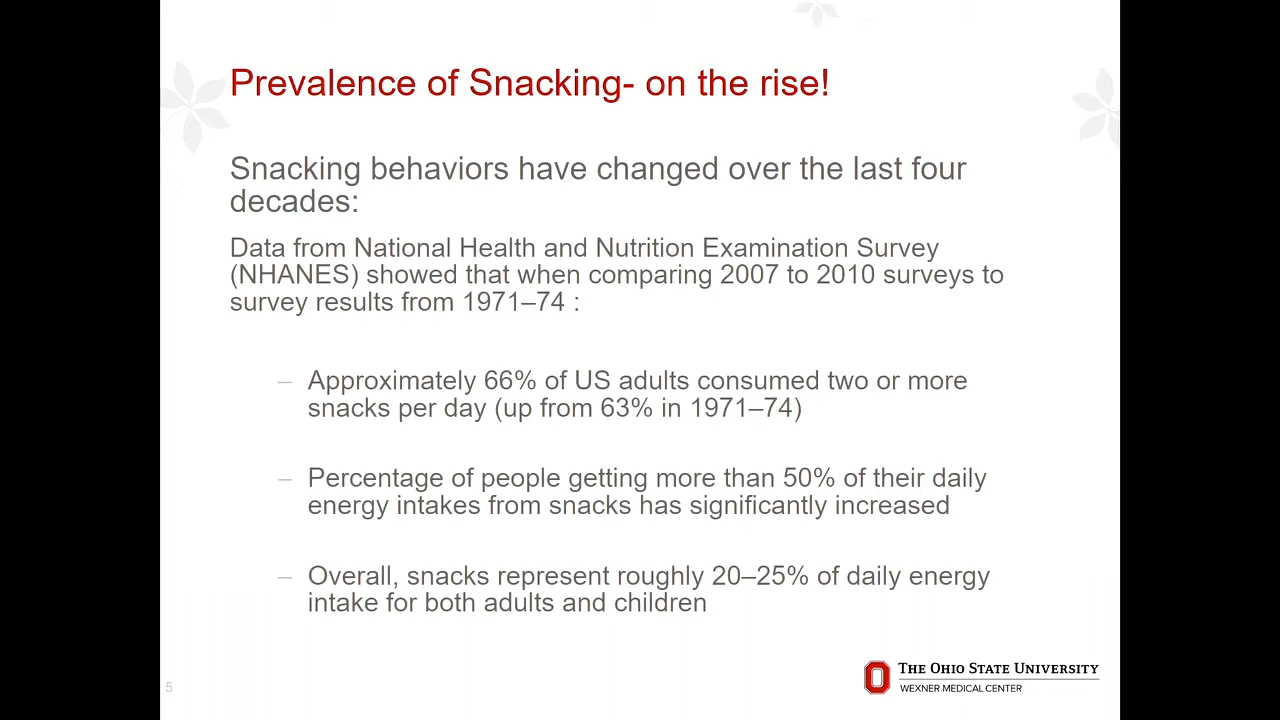 Prevalence of Snacking- on the rise!
Snacking behaviors have changed over the last four
decades:
Data from National Health and Nutrition Examination Survey
(NHANES) showed that when comparing 2007 to 2010 surveys to
survey results from 1971–74 :
– Approximately 66% of US adults consumed two or more
snacks per day (up from 63% in 1971–74)
– Percentage of people getting more than 50% of their daily
energy intakes from snacks has significantly increased
– Overall, snacks represent roughly 20–25% of daily energy
intake for both adults and children
THE OHIO STATE UNIVERSITY
WEXNER MEDICAL CENTER
5